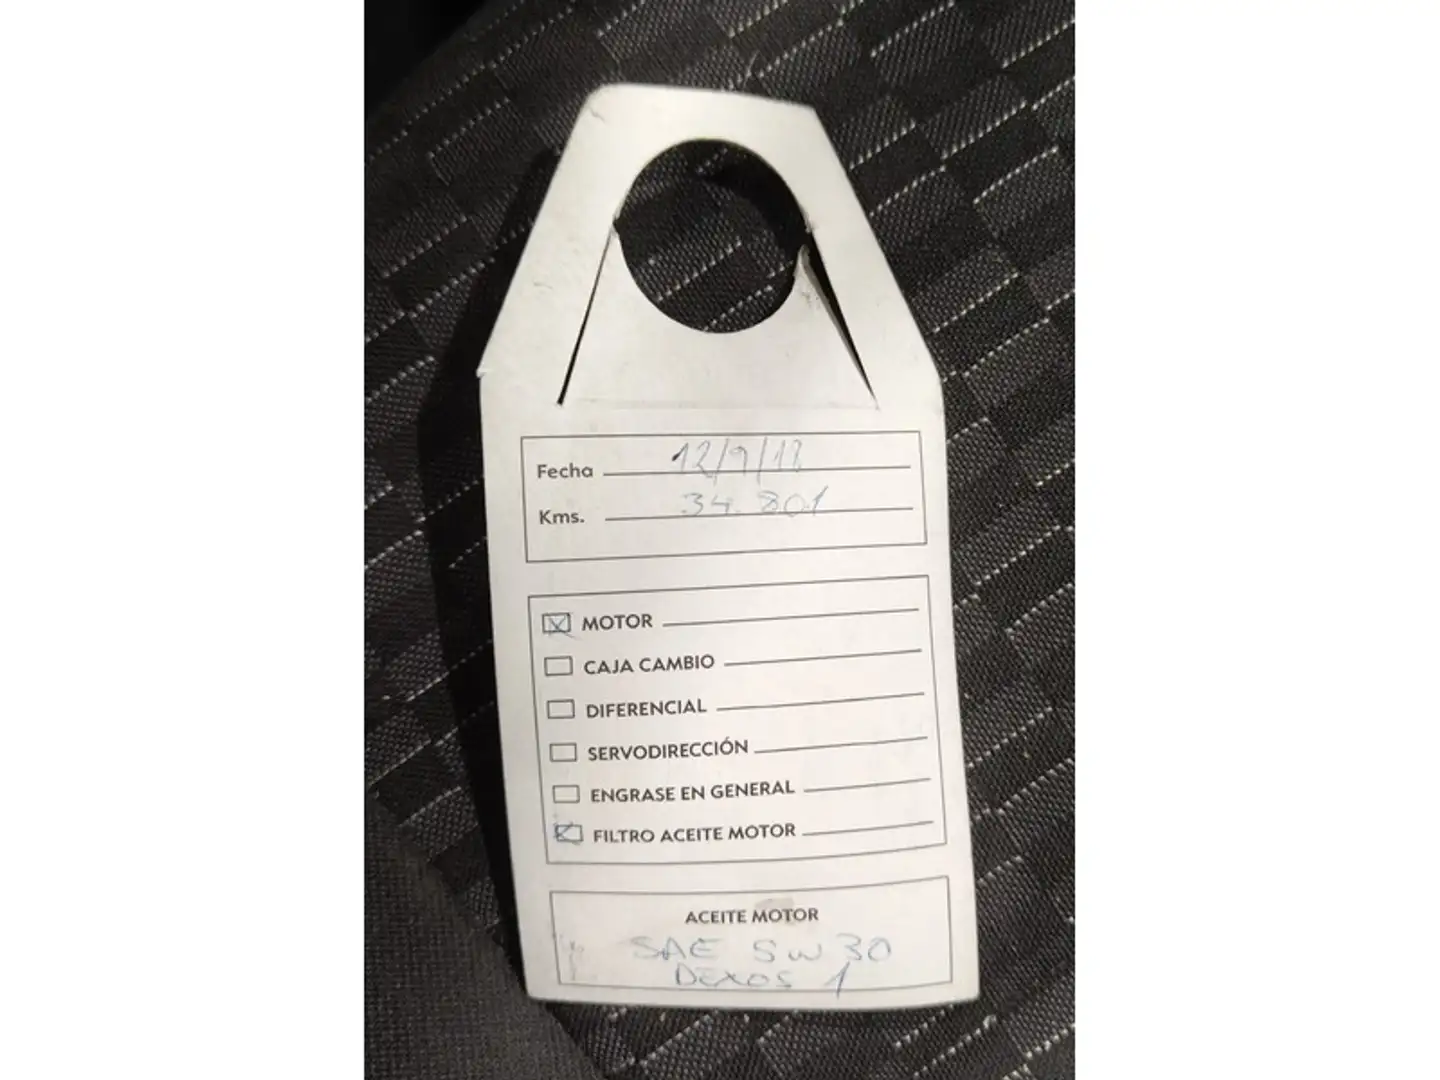 Fecha 12/9/18
Kms. 34.801
MOTOR
CAJA CAMBIO
DIFERENCIAL
SERVODIRECCIÓN
ENGRASE EN GENERAL
FILTRO ACEITE MOTOR
ACEITE MOTOR
SAE 5W30
DEXOS 1